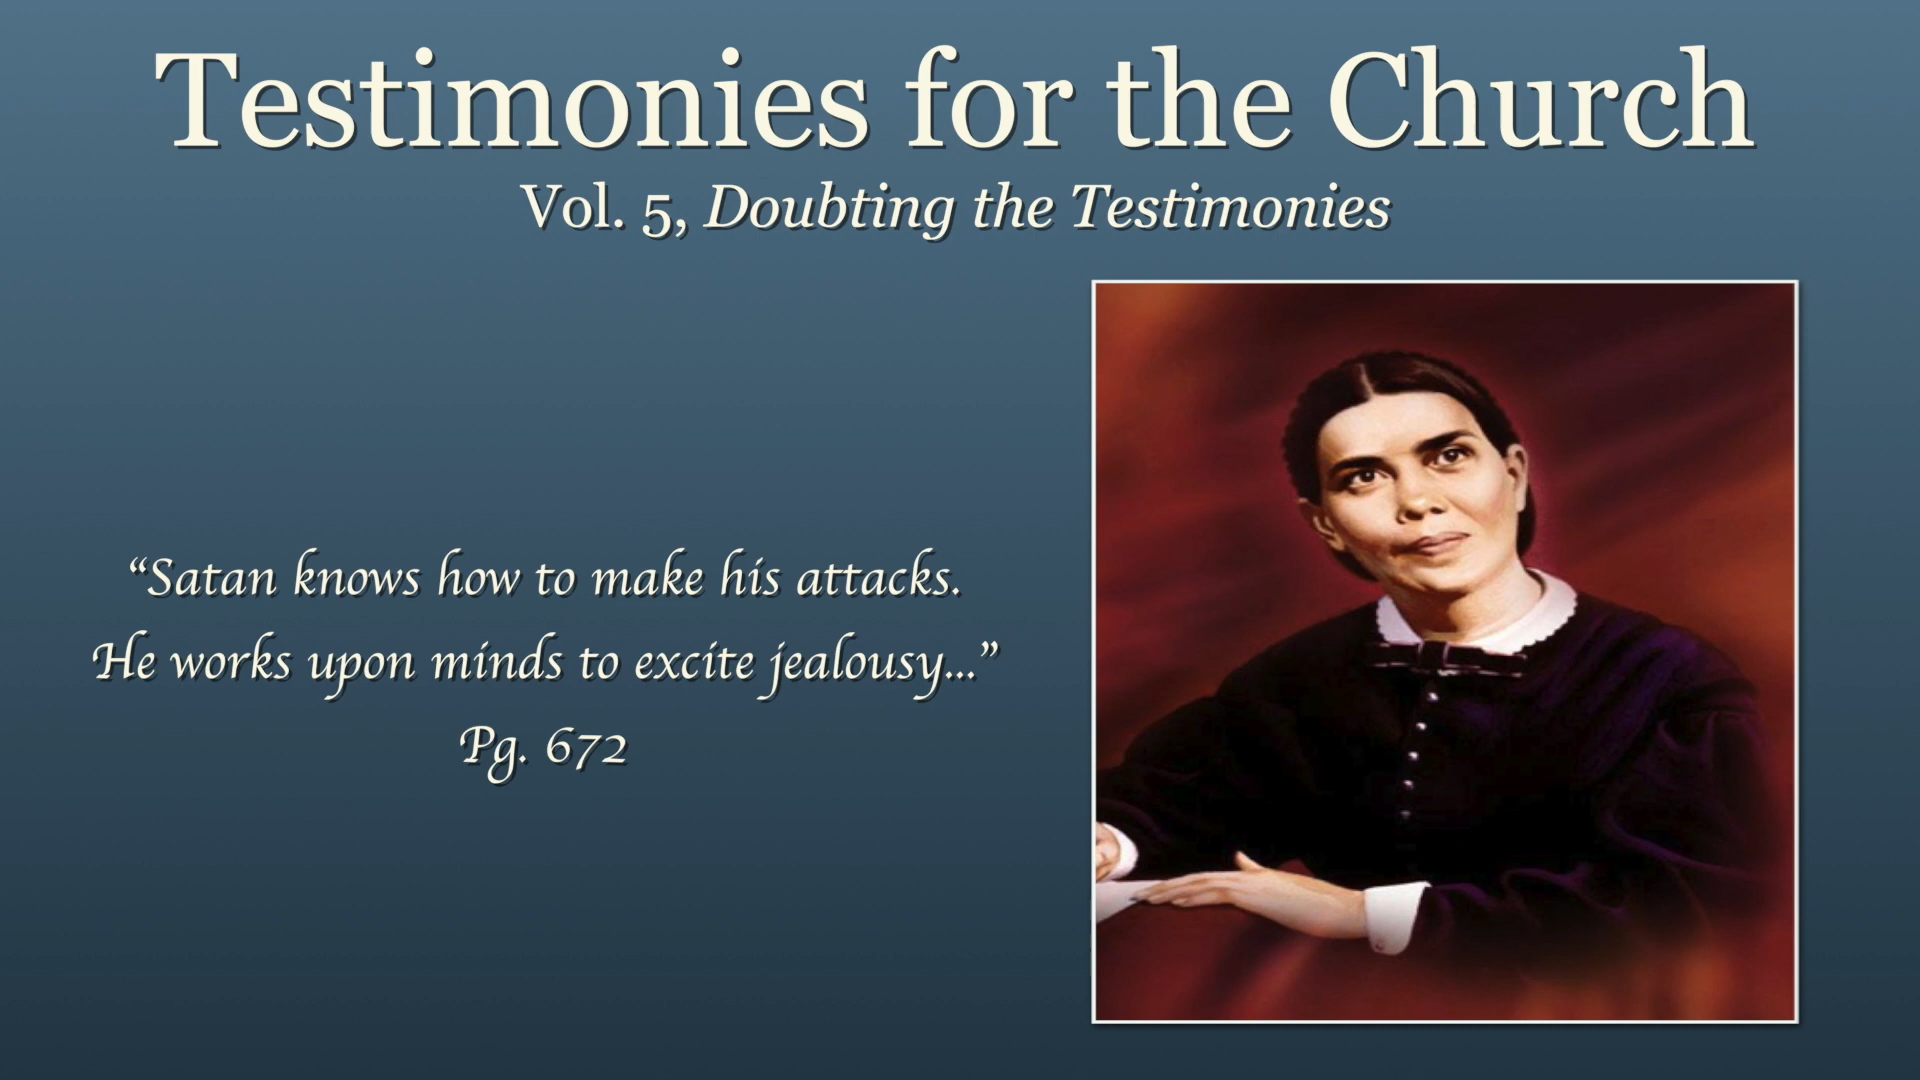 Testimonies for the Church
Vol. 5, Doubting the Testimonies
“Satan knows how to make his attacks.
He works upon minds to excite jealousy...”
Pg. 672